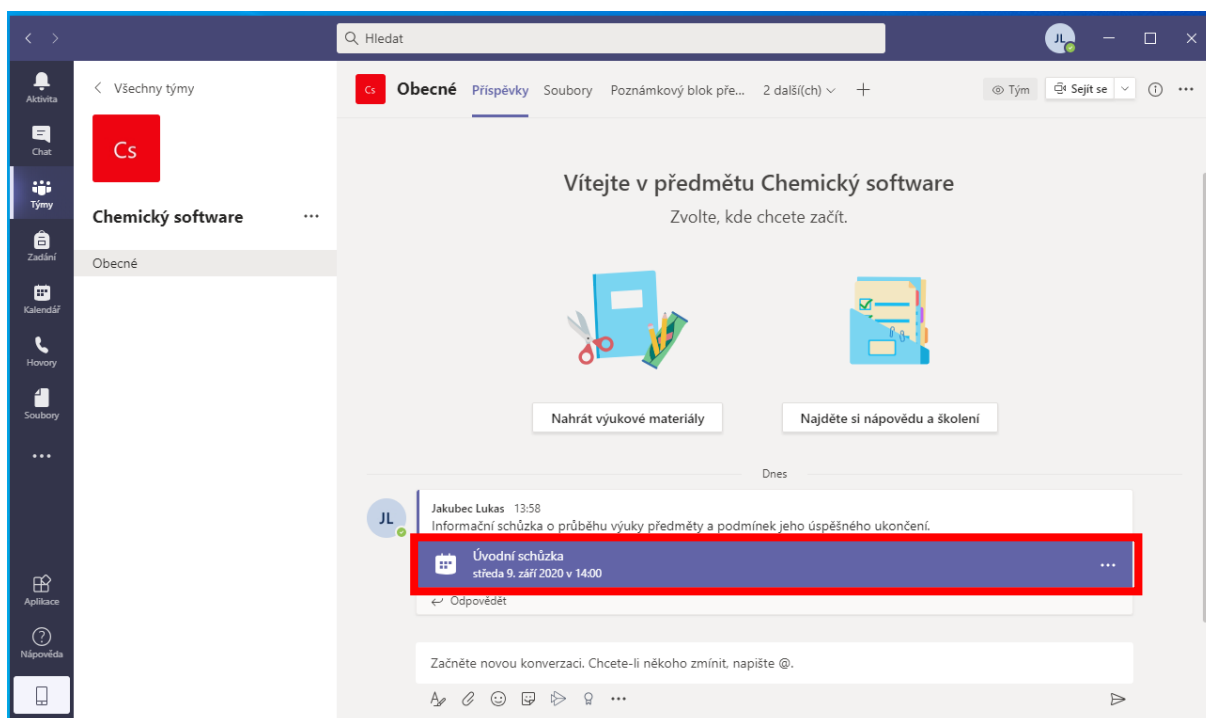 Hledat
JL
Aktivita
Chat
Týmy
Zadání
Kalendář
Hovory
Soubory
Aplikace
Nápověda
Všechny týmy
Cs
Chemický software
Obecné
Cs Obecné Příspěvky Soubory Poznámkový blok pře... 2 další(ch) Tým Sejít se
Vítejte v předmětu Chemický software
Zvolte, kde chcete začít.
Nahrát výukové materiály
Najděte si nápovědu a školení
Dnes
JL
Jakubec Lukas 13:58
Informační schůzka o průběhu výuky předměty a podmínek jeho úspěšného ukončení.
Úvodní schůzka
středa 9. září 2020 v 14:00
Odpovědět
Začněte novou konverzaci. Chcete-li někoho zmínit, napište @.